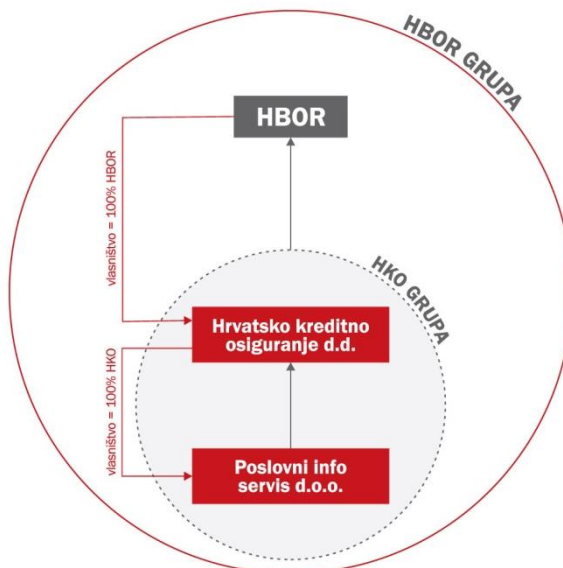 HBOR GRUPA
HBOR
vlasništvo = 100% HBOR
HKO GRUPA
Hrvatsko kreditno
osiguranje d.d.
vlasništvo = 100% HKO
Poslovni info
servis d.o.o.